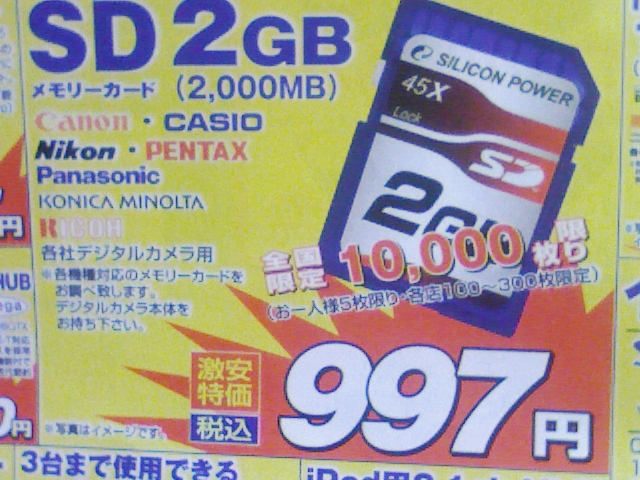 SD 2GB
メモリーカード (2,000MB)
Canon・CASIO
Nikon・PENTAX
Panasonic
KONICA MINOLTA
RICOH
各社デジタルカメラ用
※各機種対応のメモリーカードを
お調べ致します。
デジタルカメラ本体を
お持ち下さい。
SILICON POWER
45X
Lock
SD
2GB
全国限定 10,000枚限り
(お一人様5枚限り・各店100~300枚限定)
激安特価
税込
997円
※写真はイメージです。
円
HUB
円
3台まで使用できる